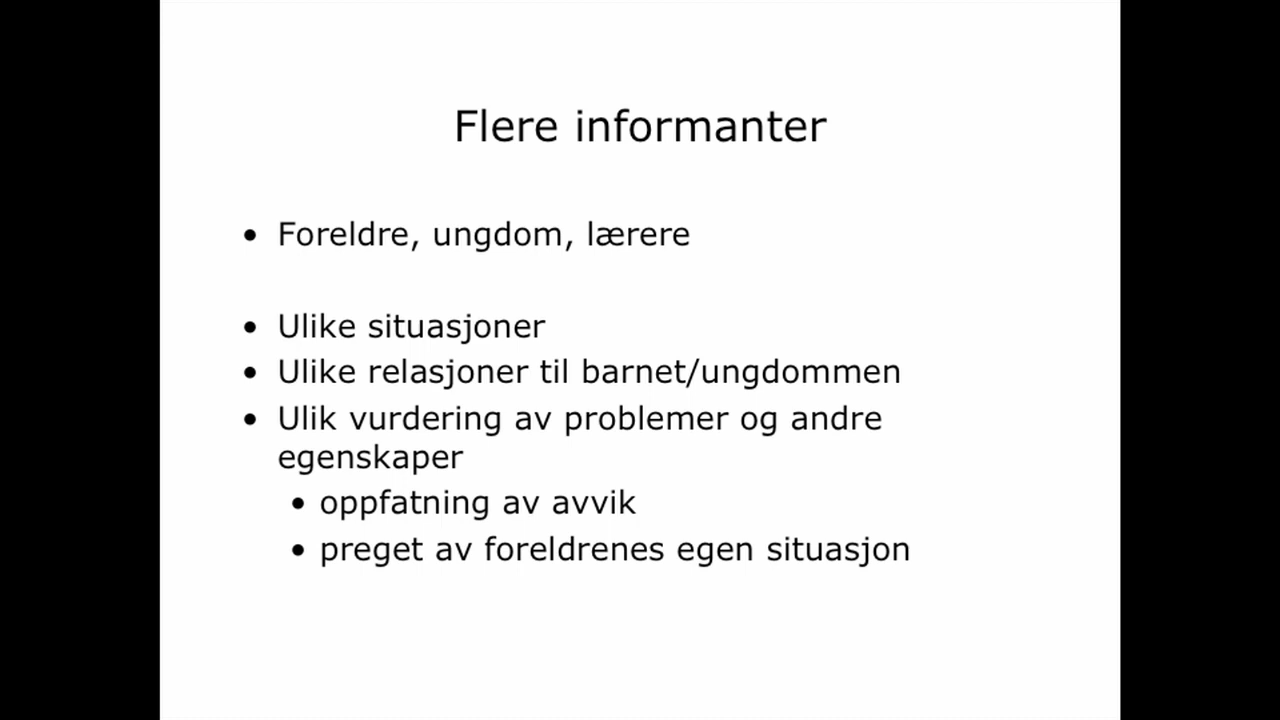 Flere informanter
• Foreldre, ungdom, lærere
• Ulike situasjoner
• Ulike relasjoner til barnet/ungdommen
• Ulik vurdering av problemer og andre
egenskaper
• oppfatning av avvik
• preget av foreldrenes egen situasjon